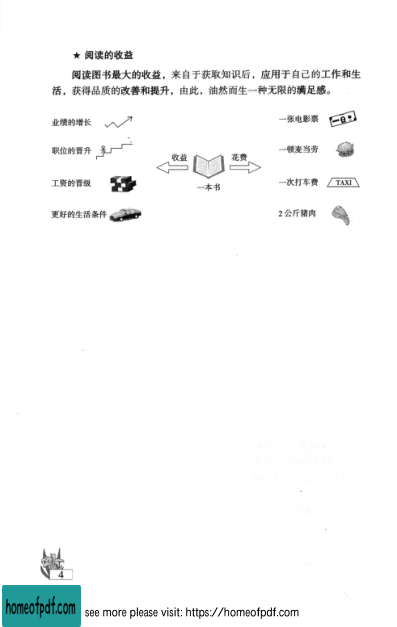 ★ 阅读的收益
阅读图书最大的收益，来自于获取知识后，应用于自己的工作和生
活，获得品质的改善和提升，由此，油然而生一种无限的满足感。
业绩的增长
职位的晋升
工资的晋级
更好的生活条件
收益
一本书
花费
一张电影票
一顿麦当劳
一次打车费
TAXI
2 公斤猪肉
4
homeofpdf.com
see more please visit: https://homeofpdf.com